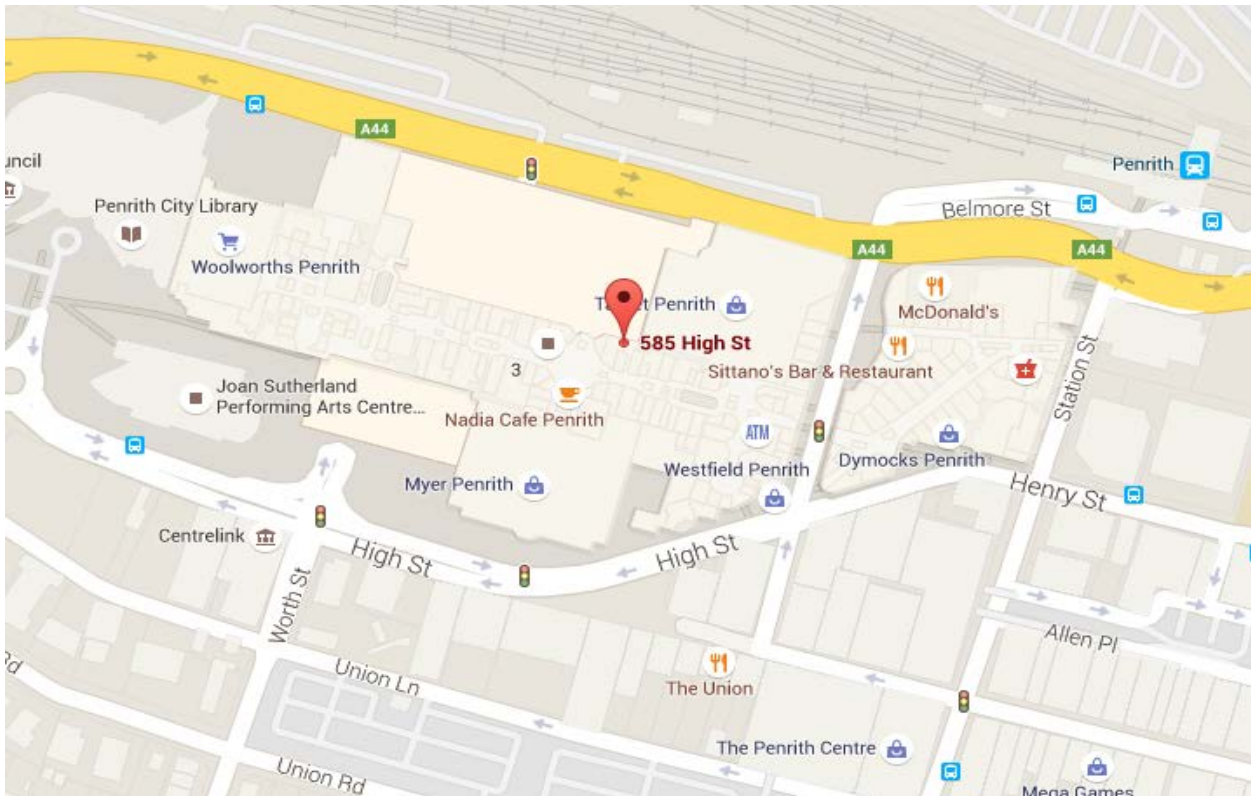 A44
uncil
Penrith
Penrith City Library
Belmore St
A44
A44
Woolworths Penrith
Target Penrith
McDonald's
585 High St
3
Sittano's Bar & Restaurant
Station St
Joan Sutherland
Performing Arts Centre...
Nadia Cafe Penrith
ATM
Westfield Penrith
Dymocks Penrith
Myer Penrith
Henry St
Centrelink
High St
High St
Worth St
Allen Pl
Union Ln
The Union
Rd
The Penrith Centre
Union Rd
Mega Games